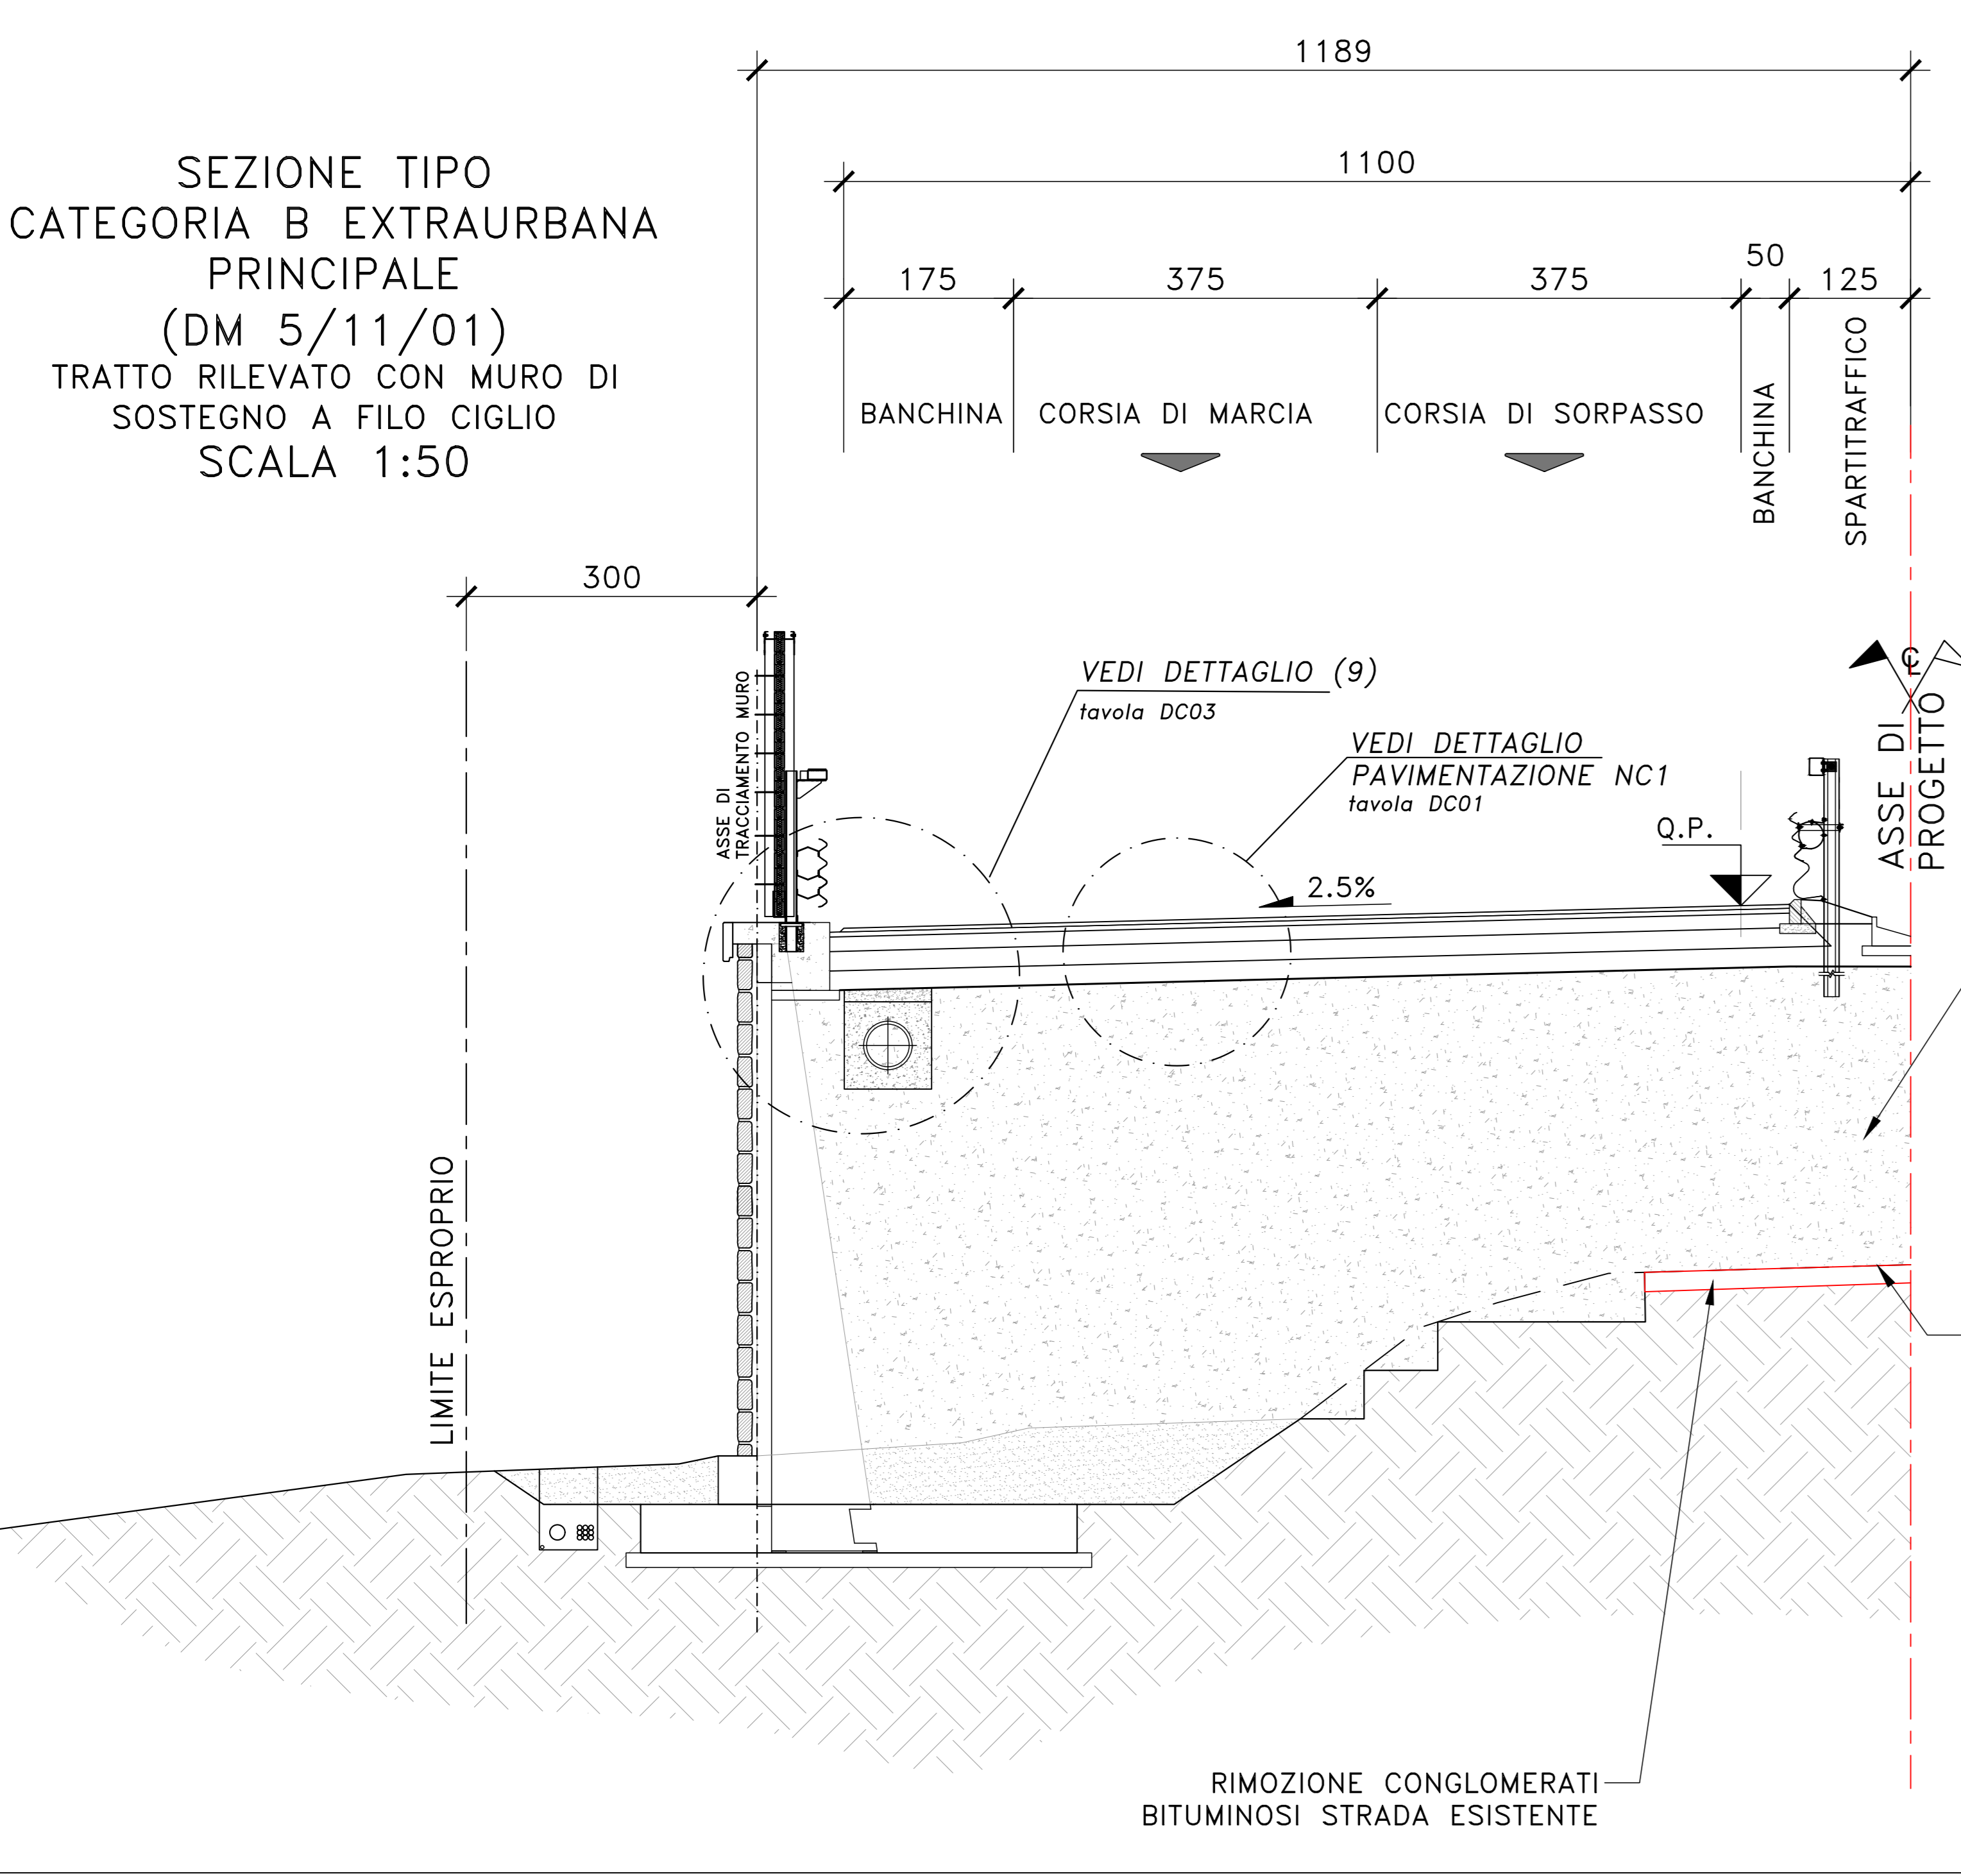 1189
1100
SEZIONE TIPO
CATEGORIA B EXTRAURBANA
PRINCIPALE
(DM 5/11/01)
TRATTO RILEVATO CON MURO DI
SOSTEGNO A FILO CIGLIO
SCALA 1:50
175
375
375
50
125
BANCHINA
CORSIA DI MARCIA
CORSIA DI SORPASSO
BANCHINA
SPARTITRAFFICO
300
VEDI DETTAGLIO (9)
tavola DC03
VEDI DETTAGLIO
PAVIMENTAZIONE NC1
tavola DC01
ASSE DI
TRACCIAMENTO MURO
Q.P.
2.5%
ASSE DI
PROGETTO
LIMITE ESPROPRIO
RIMOZIONE CONGLOMERATI
BITUMINOSI STRADA ESISTENTE